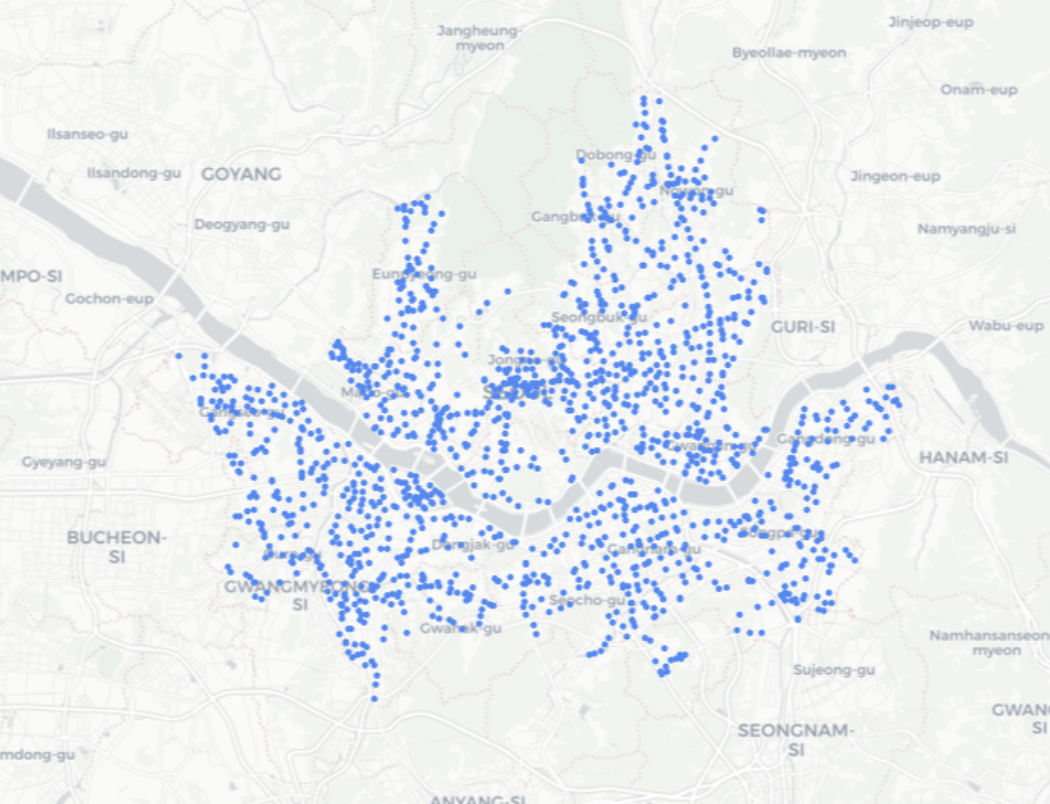 Jinjeop-eup
Jangheung-
myeon
Byeollae-myeon
Onam-eup
Ilsanseo-gu
Dobong-gu
Ilsandong-gu
GOYANG
Jingeon-eup
Nowon-gu
Gangbuk-gu
Deogyang-gu
Namyangju-si
MPO-SI
Eunpyeong-gu
Gochon-eup
Seongbuk-gu
GURI-SI
Wabu-eup
Jongno-gu
Mapo-gu
SEOUL
Gangseo-gu
Gwangjin-gu
Gangdong-gu
Gyeyang-gu
HANAM-SI
BUCHEON-
SI
Songpa-gu
Dongjak-gu
Gangnam-gu
Guro-gu
GWANGMYEONG
SI
Seocho-gu
Gwanak-gu
Namhansanseon
myeon
Sujeong-gu
GWAN
SI
SEONGNAM-
SI
mdong-gu
ANYANG-SI